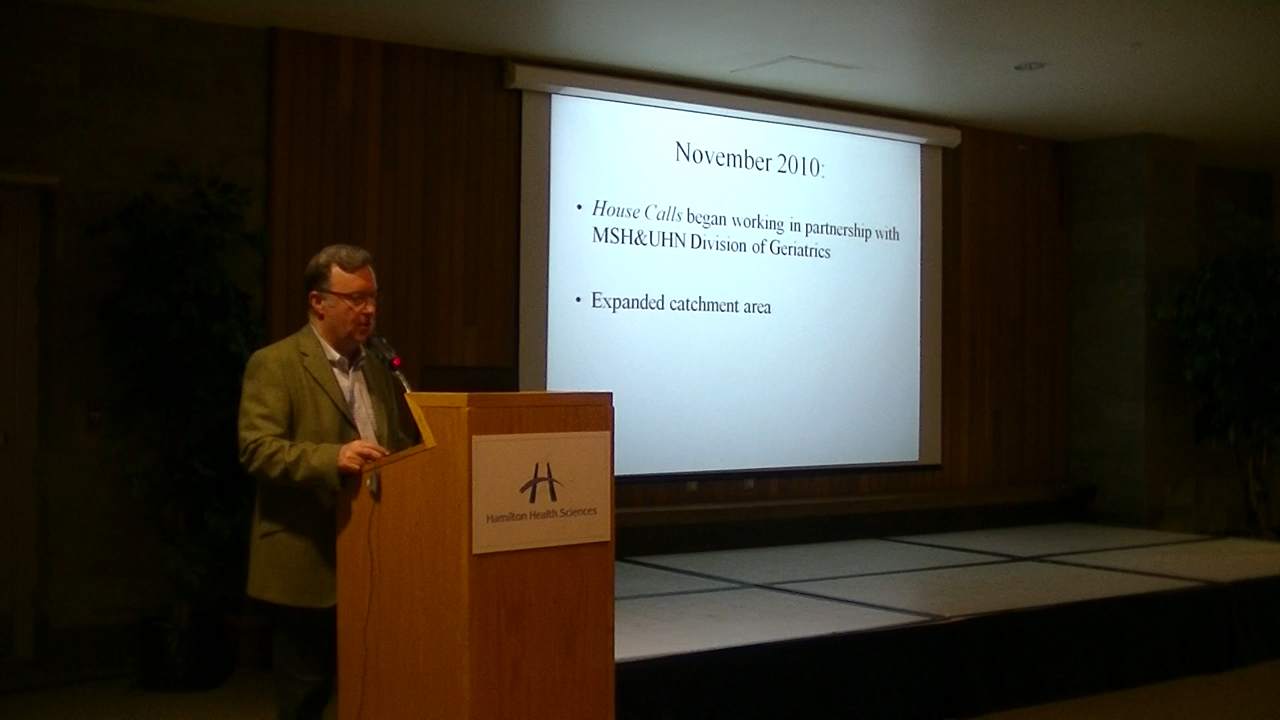 November 2010:
• House Calls began working in partnership with
MSH&UHN Division of Geriatrics
• Expanded catchment area
Hamilton Health Sciences